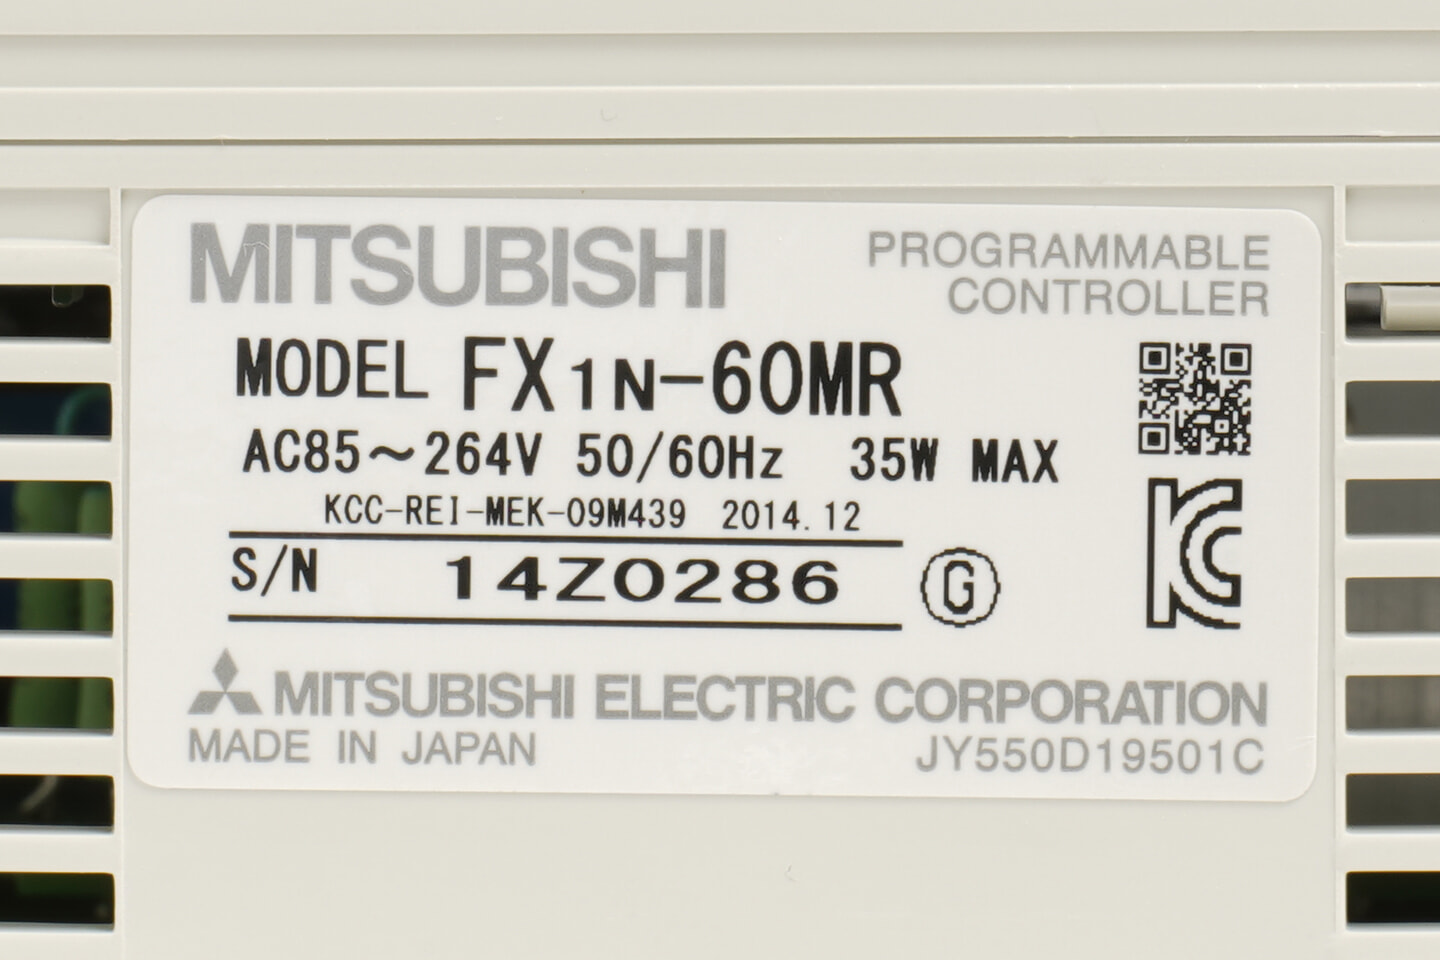 MITSUBISHI
PROGRAMMABLE
CONTROLLER
MODEL FX1N-60MR
AC85~264V 50/60Hz 35W MAX
KCC-REI-MEK-09M439 2014.12
S/N 14Z0286 G
KC
MITSUBISHI ELECTRIC CORPORATION
MADE IN JAPAN
JY550D19501C